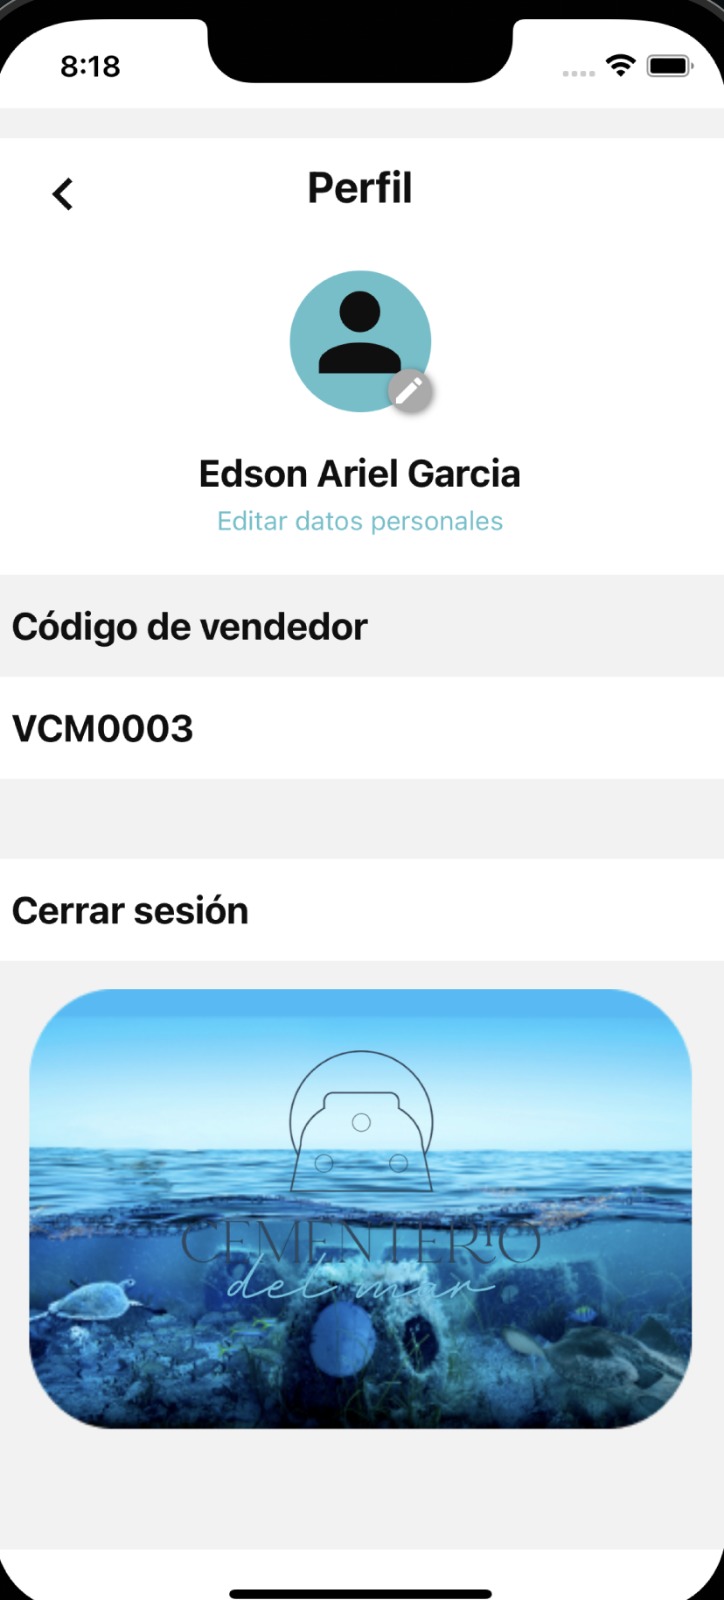 8:18
Perfil
Edson Ariel Garcia
Editar datos personales
Código de vendedor
VCM0003
Cerrar sesión
CEMENTERIO
del mar